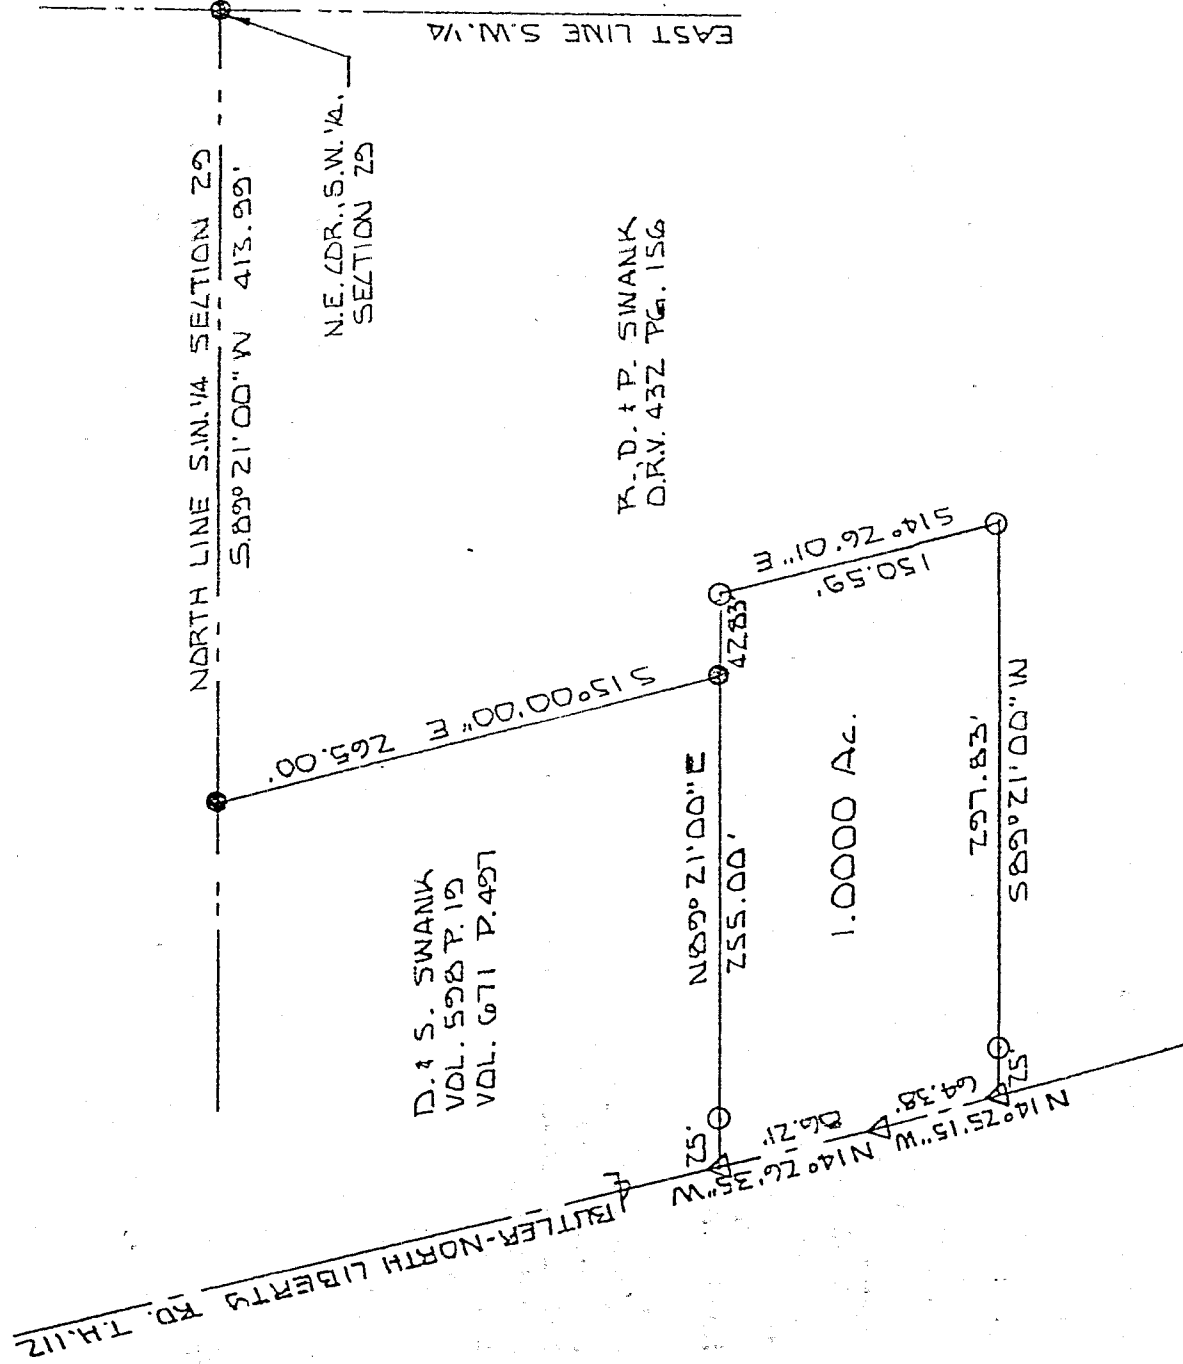 EAST LINE S.W. 1/4
NORTH LINE S.W. 1/4 SECTION 29
S.89° 21' 00" W 413.99'
N.E. COR., S.W. 1/4.
SECTION 29
R., D. & P. SWANK
O.R.V. 432 PG. 156
S 15° 00' 00" E 265.00'
D. & S. SWANK
VOL. 598 P. 19
VOL. 671 P. 497
N89° 21' 00" E
255.00'
42.83'
S14° 26' 01" E
150.59'
1.0000 Ac.
297.83'
S89° 21' 00" W.
25'
25'
64.38'
N 14° 25' 15" W
86.21'
N14° 26' 35" W
BUTLER-NORTH LIBERTY RD. T.H. 112